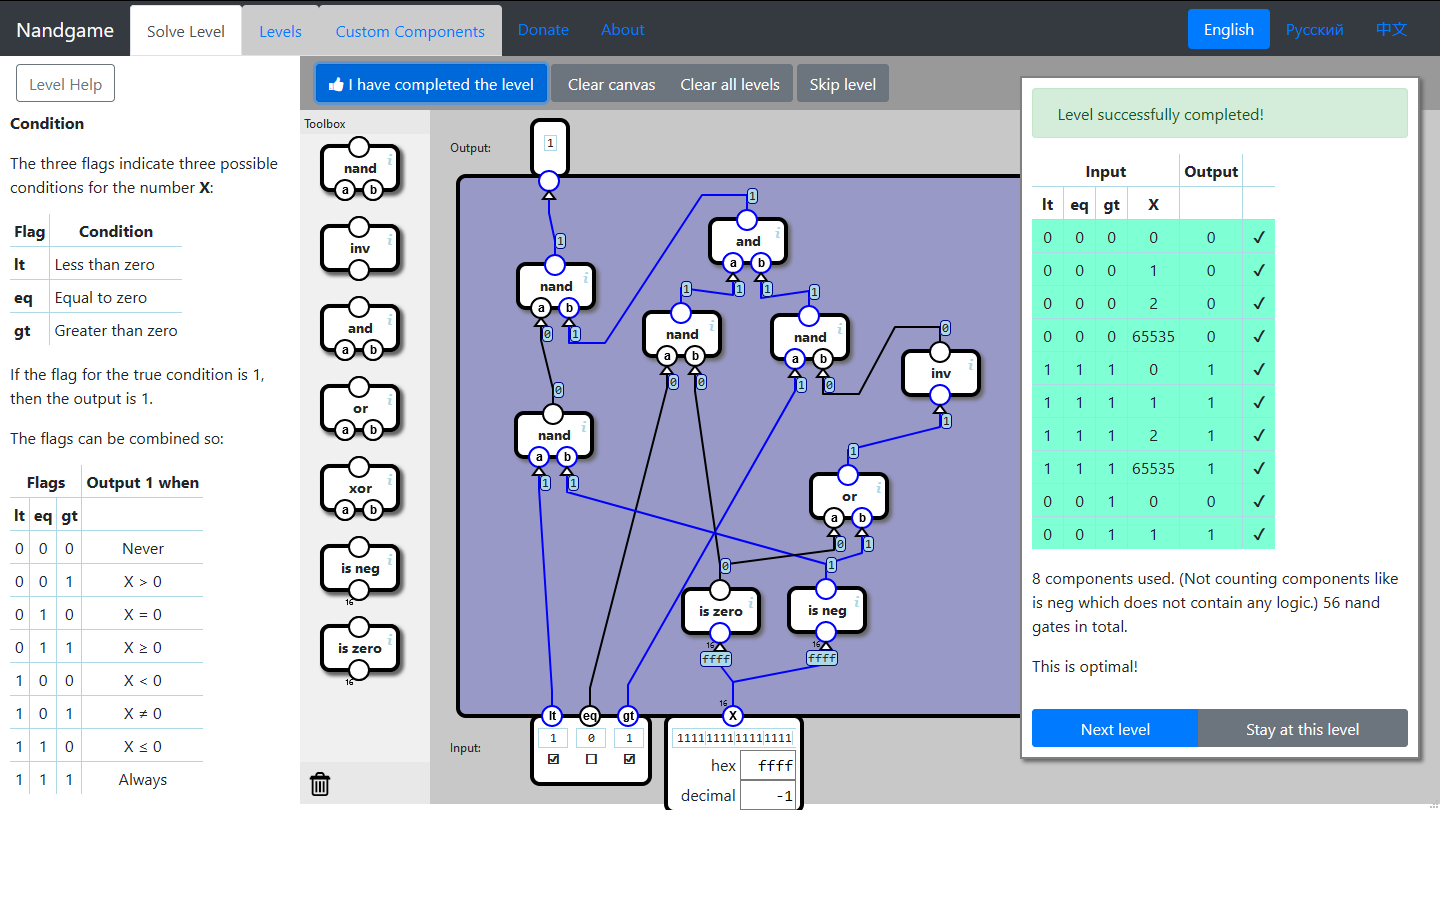 Nandgame Solve Level Levels Custom Components Donate About English Русский 中文
Level Help
I have completed the level Clear canvas Clear all levels Skip level
Condition
The three flags indicate three possible
conditions for the number X:
Flag Condition
lt Less than zero
eq Equal to zero
gt Greater than zero
If the flag for the true condition is 1,
then the output is 1.
The flags can be combined so:
Flags Output 1 when
lt eq gt
0 0 0 Never
0 0 1 X > 0
0 1 0 X = 0
0 1 1 X ≥ 0
1 0 0 X < 0
1 0 1 X ≠ 0
1 1 0 X ≤ 0
1 1 1 Always
Toolbox
nand
a b
inv
and
a b
or
a b
xor
a b
is neg
16
is zero
16
Output:
1
1
1
nand
a b
0 1
and
a b
1 1
1
nand
a b
0 0
1
nand
a b
1 0
0
inv
1
0
nand
a b
1 1
1
or
a b
0 1
0
is zero
16
ffff
1
is neg
16
ffff
16
lt eq gt X
Input:
1 0 1
1111 1111 1111 1111
hex ffff
decimal -1
Level successfully completed!
Input Output
lt eq gt X
0 0 0 0 0 ✓
0 0 0 1 0 ✓
0 0 0 2 0 ✓
0 0 0 65535 0 ✓
1 1 1 0 1 ✓
1 1 1 1 1 ✓
1 1 1 2 1 ✓
1 1 1 65535 1 ✓
0 0 1 0 0 ✓
0 0 1 1 1 ✓
8 components used. (Not counting components like
is neg which does not contain any logic.) 56 nand
gates in total.
This is optimal!
Next level Stay at this level